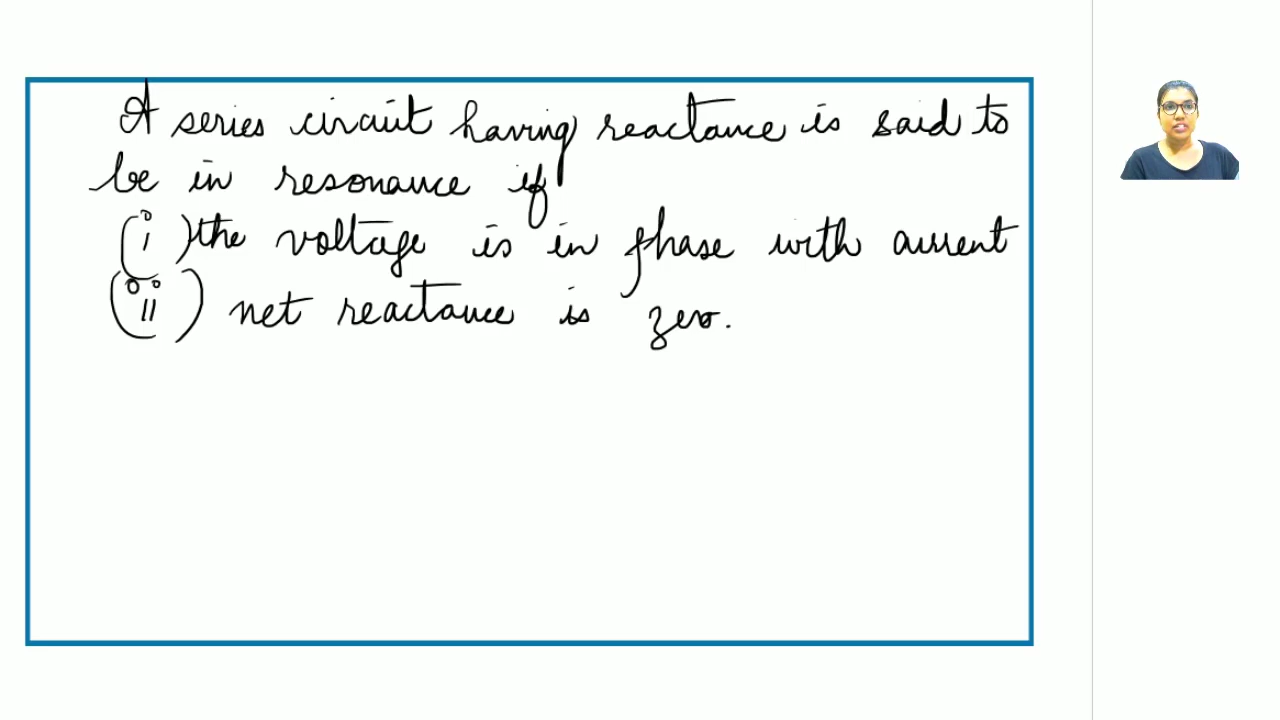 A series circuit having reactance is said to
be in resonance if
(i) the voltage is in phase with current
(ii) net reactance is zero.